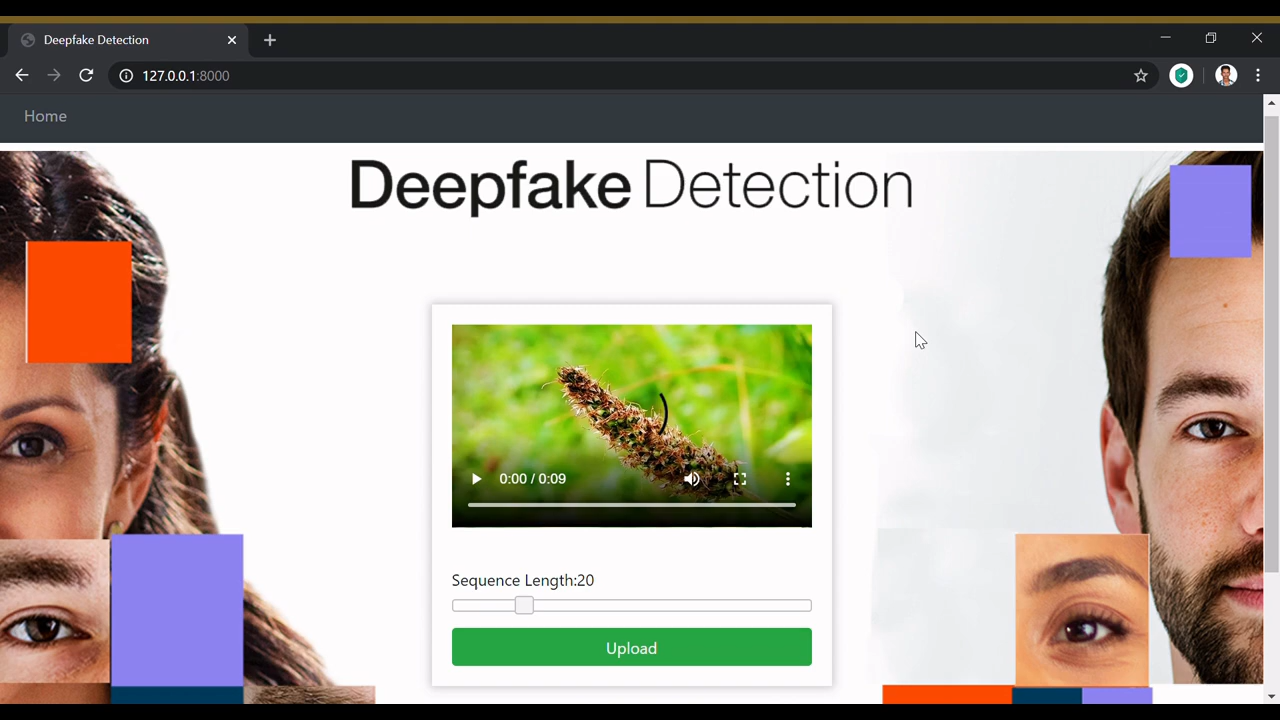 Deepfake Detection
127.0.0.1:8000
Home
Deepfake Detection
0:00 / 0:09
Sequence Length:20
Upload